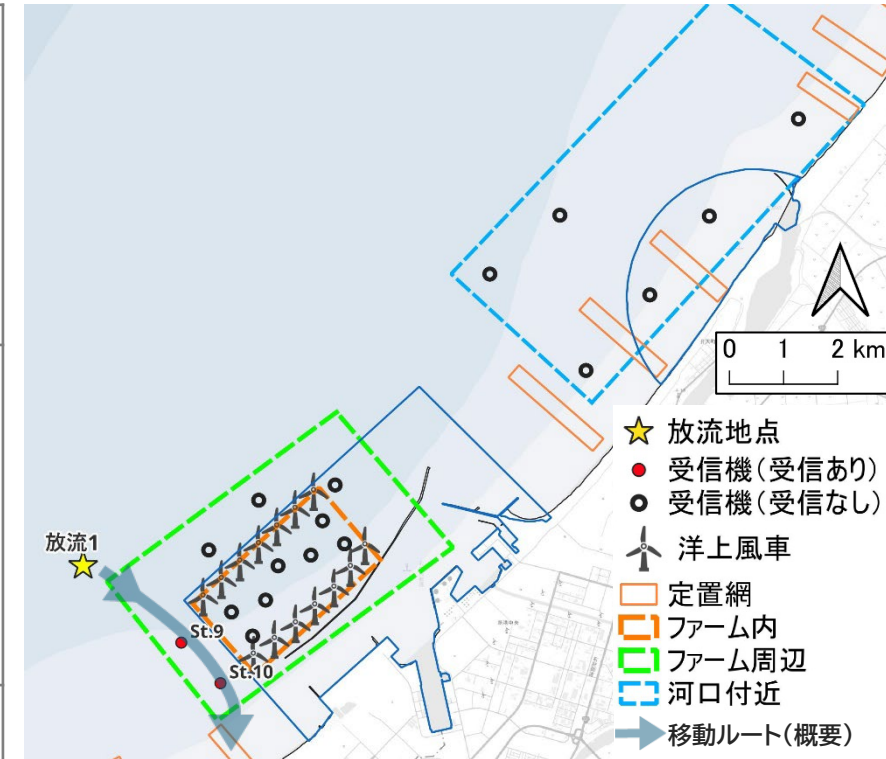 0 1 2 km
放流1
St.9
St.10
放流地点
受信機(受信あり)
受信機(受信なし)
洋上風車
定置網
ファーム内
ファーム周辺
河口付近
移動ルート(概要)